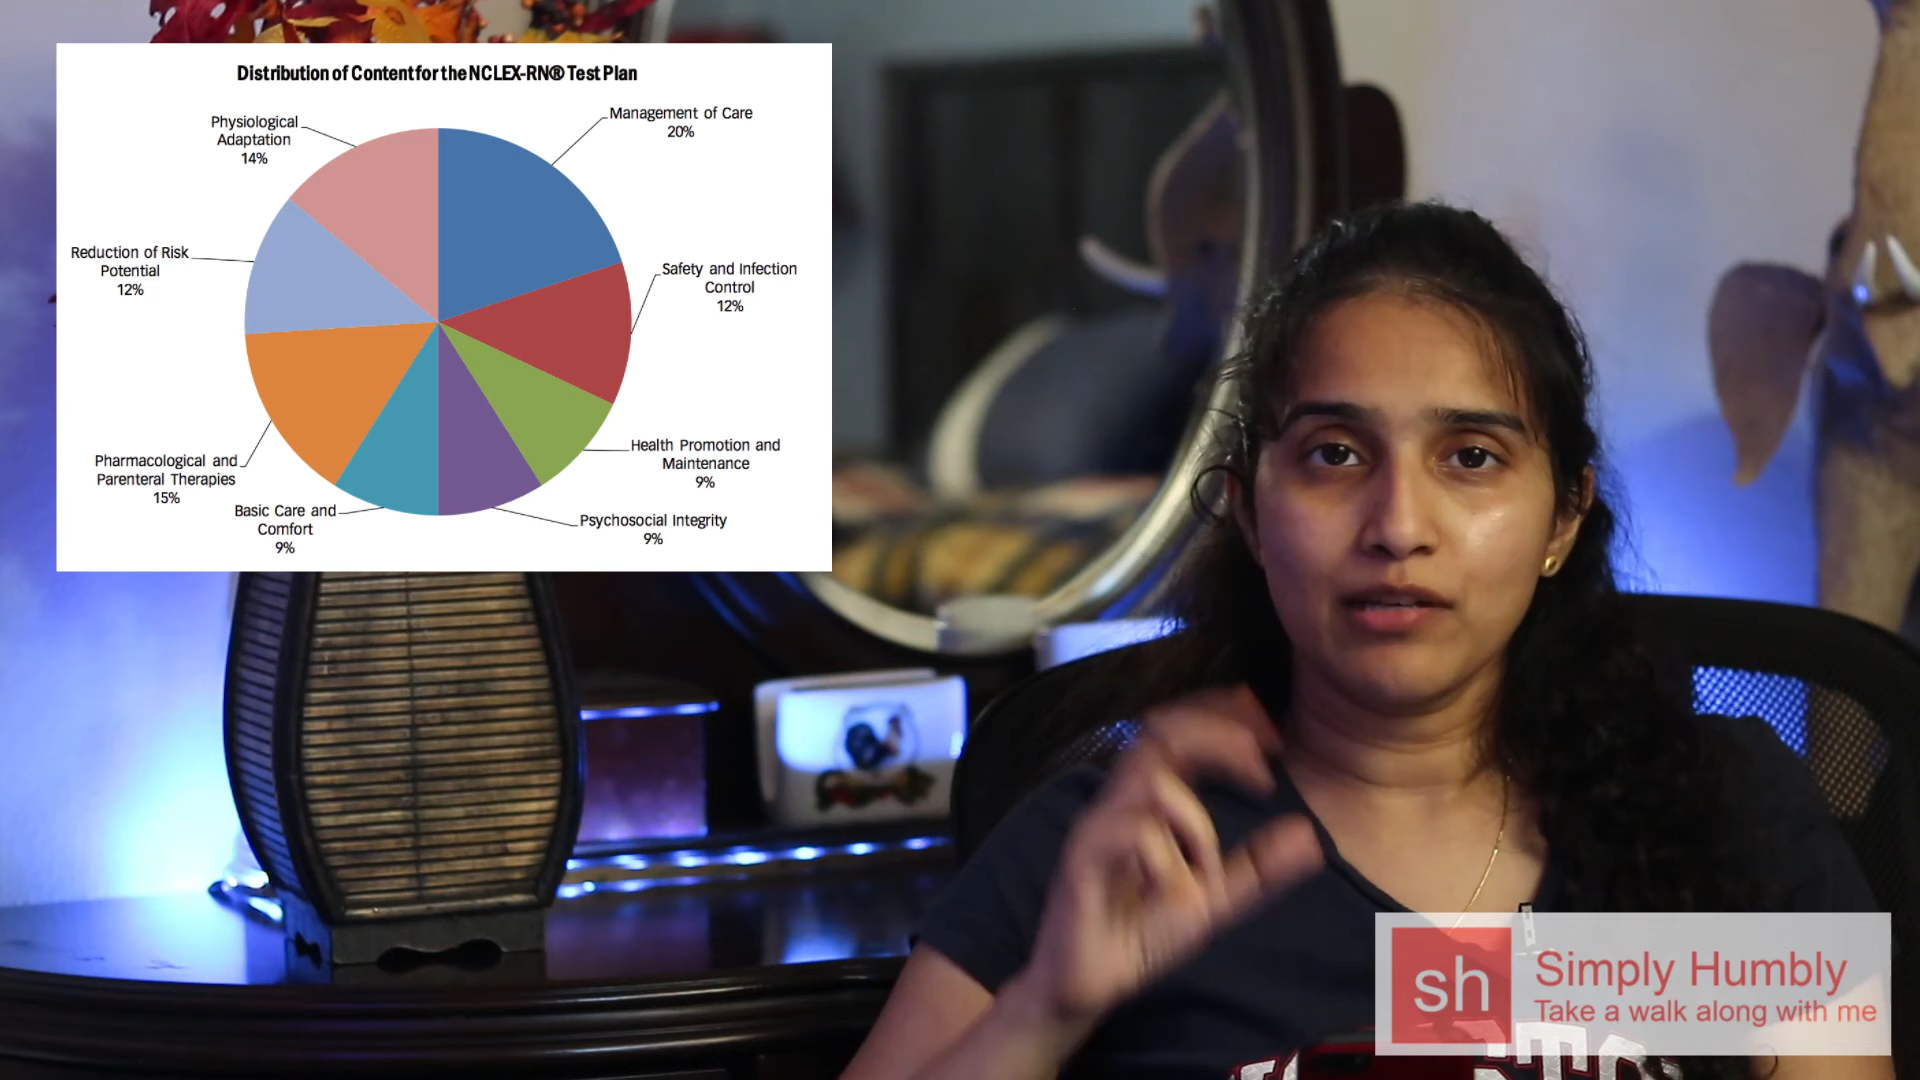 Distribution of Content for the NCLEX-RN® Test Plan
Physiological
Adaptation
14%
Management of Care
20%
Reduction of Risk
Potential
12%
Safety and Infection
Control
12%
Pharmacological and
Parenteral Therapies
15%
Health Promotion and
Maintenance
9%
Basic Care and
Comfort
9%
Psychosocial Integrity
9%
sh
Simply Humbly
Take a walk along with me